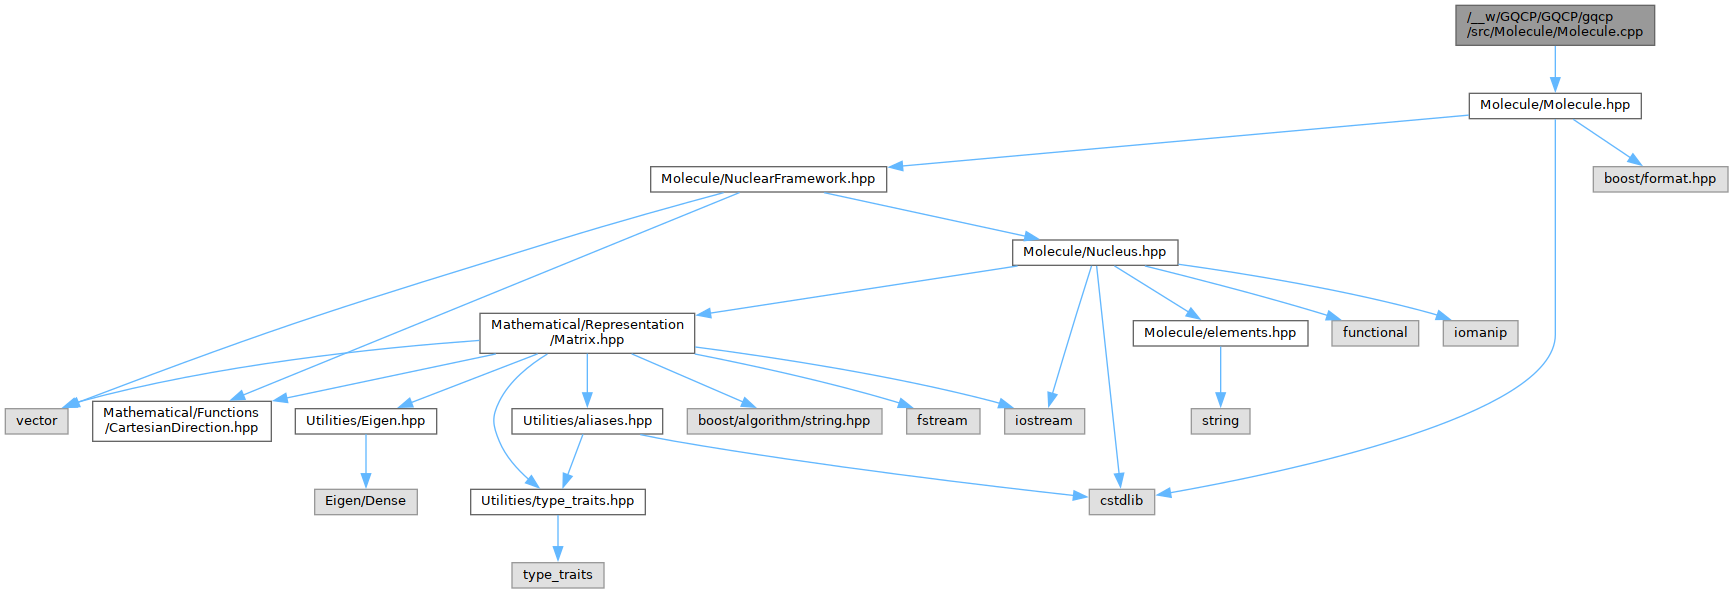 /__w/GQCP/GQCP/gqcp
/src/Molecule/Molecule.cpp
Molecule/Molecule.hpp
Molecule/NuclearFramework.hpp
boost/format.hpp
Molecule/Nucleus.hpp
Mathematical/Representation
/Matrix.hpp
Molecule/elements.hpp
functional
iomanip
vector
Mathematical/Functions
/CartesianDirection.hpp
Utilities/Eigen.hpp
Utilities/aliases.hpp
boost/algorithm/string.hpp
fstream
iostream
string
Eigen/Dense
Utilities/type_traits.hpp
cstdlib
type_traits